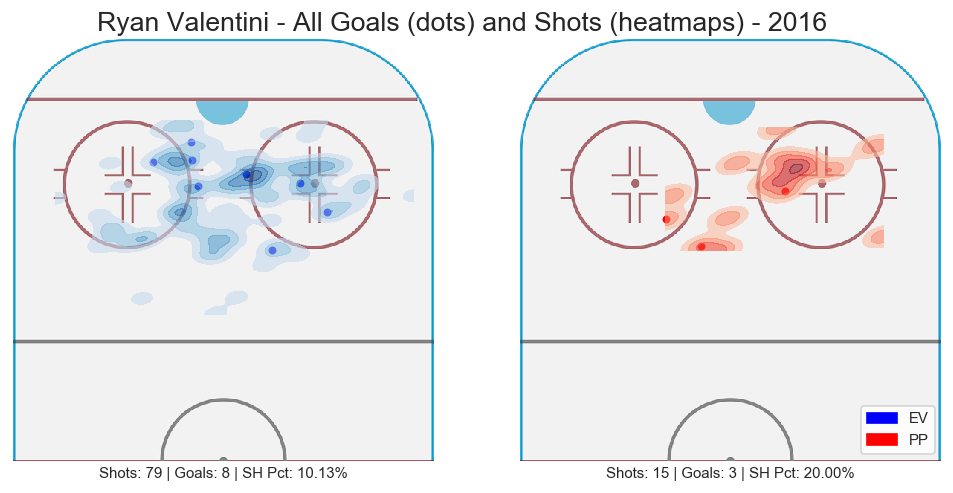 Ryan Valentini - All Goals (dots) and Shots (heatmaps) - 2016
EV
PP
Shots: 79 | Goals: 8 | SH Pct: 10.13%
Shots: 15 | Goals: 3 | SH Pct: 20.00%